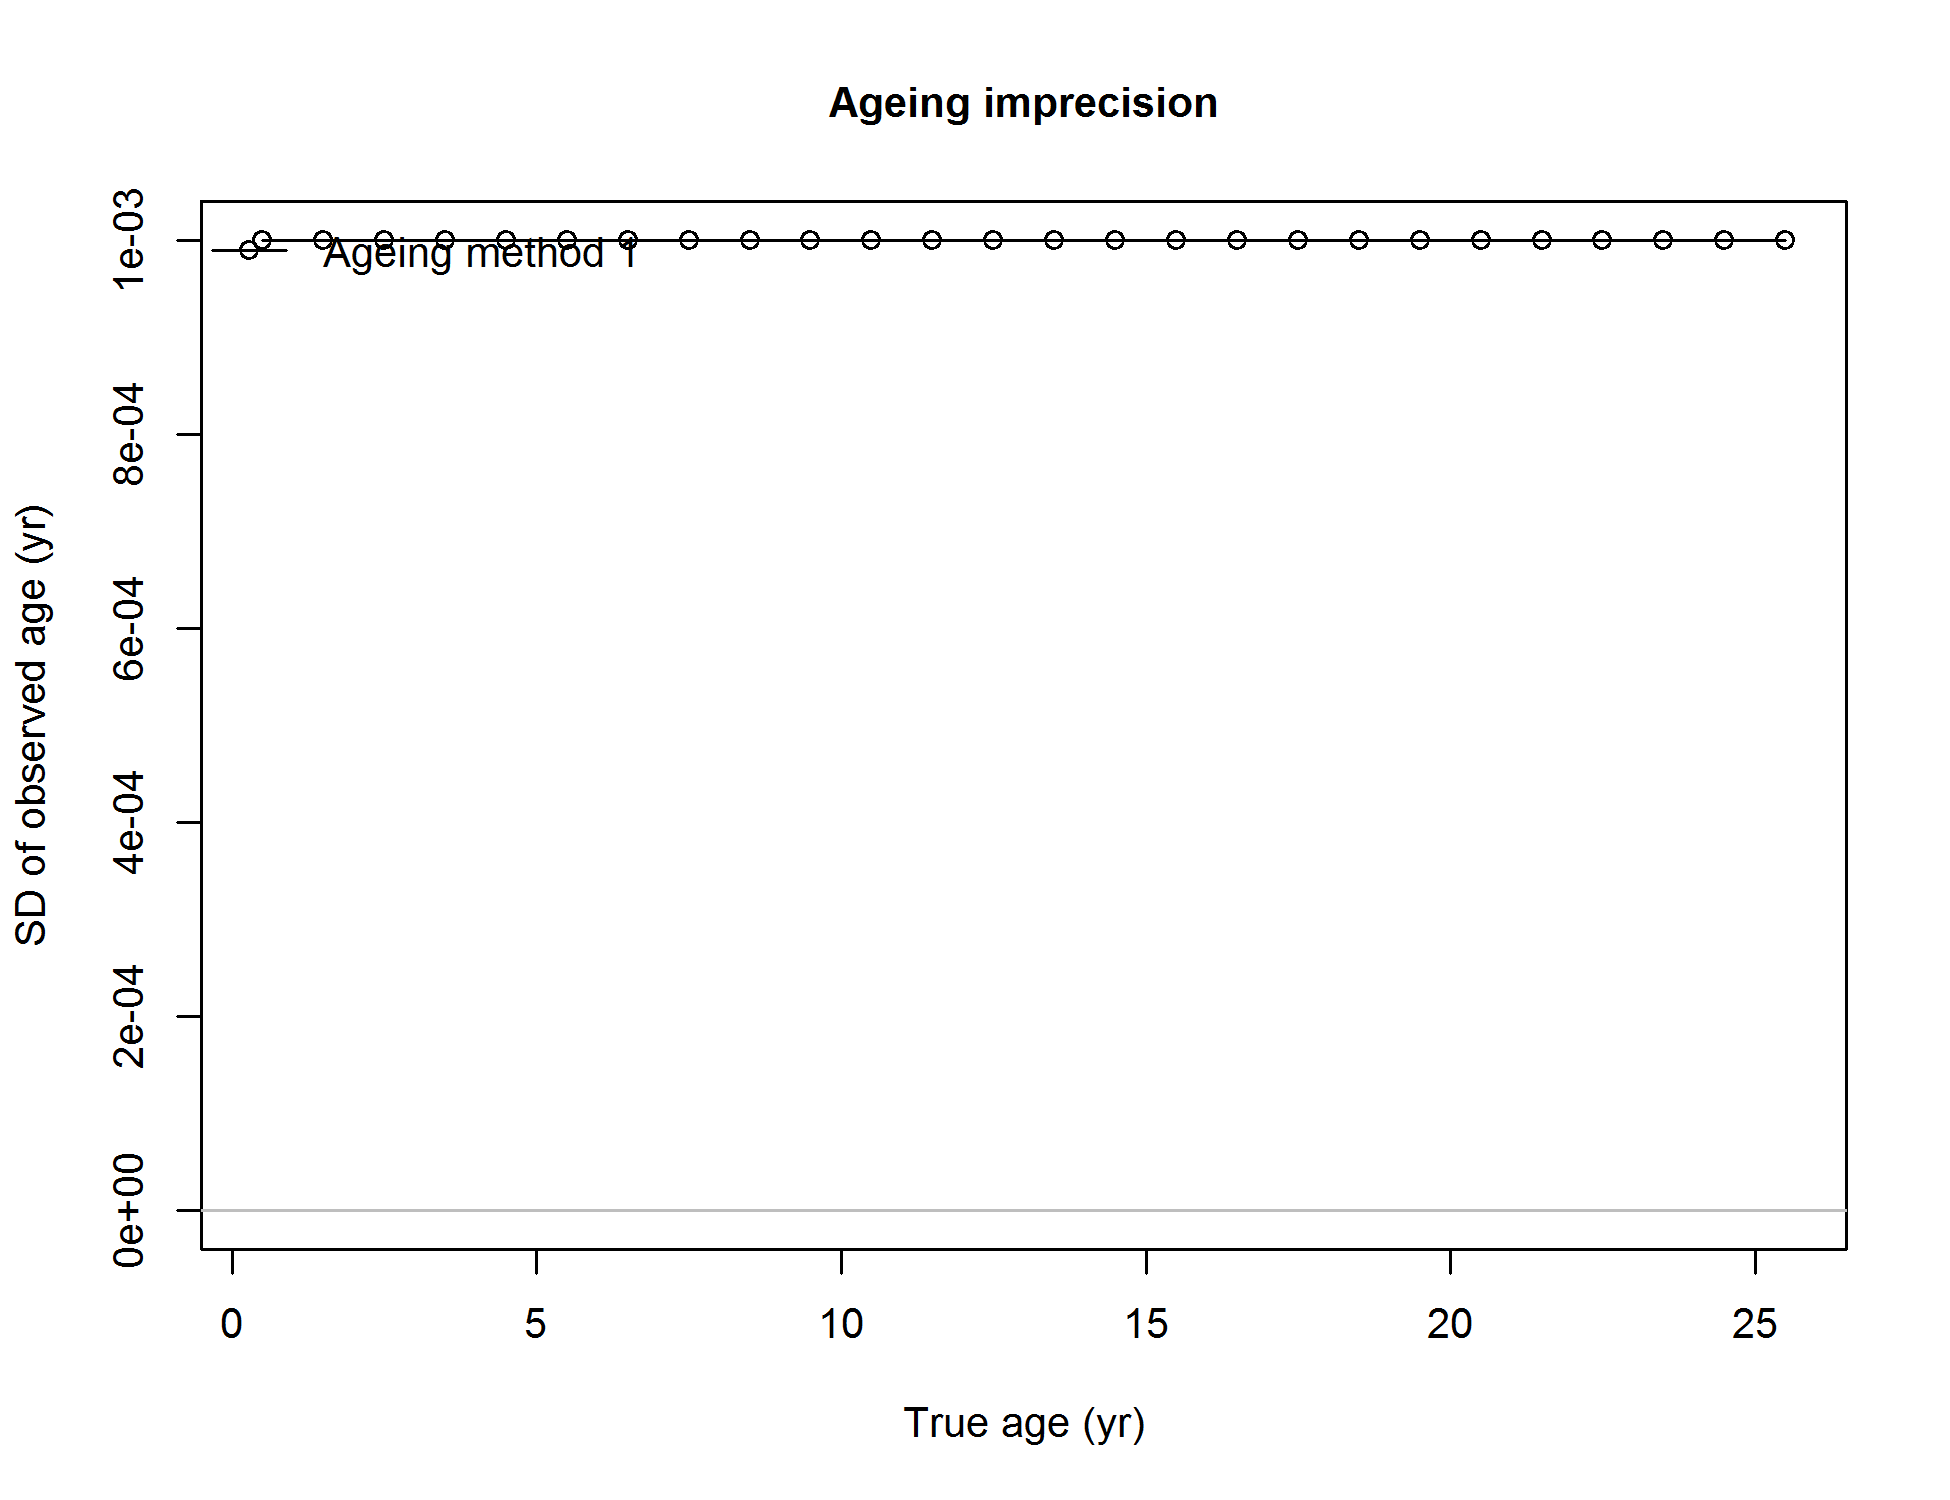 Ageing imprecision
Ageing method 1
SD of observed age (yr)
1e-03
8e-04
6e-04
4e-04
2e-04
0e+00
0 5 10 15 20 25
True age (yr)